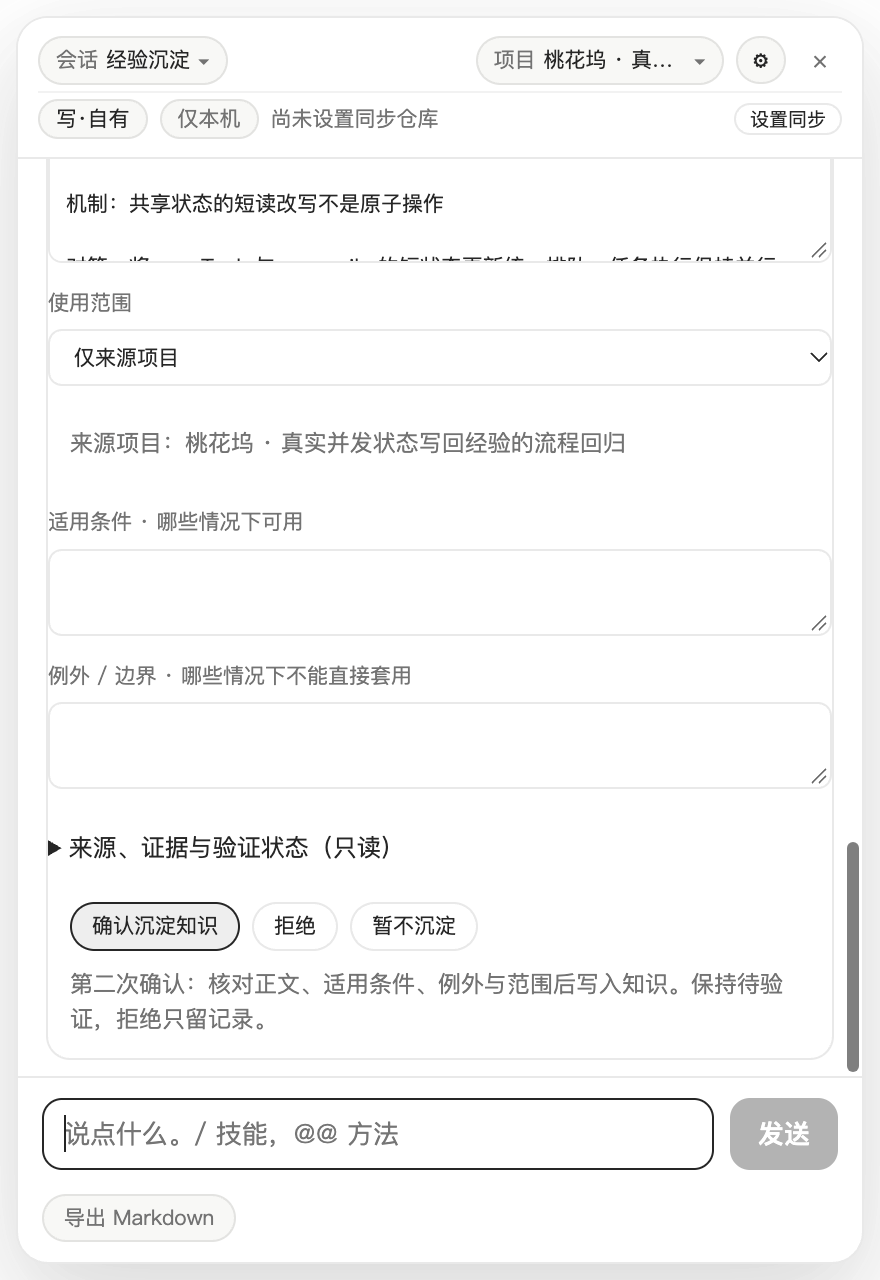 会话 经验沉淀
项目 桃花坞 · 真…
写·自有
仅本机
尚未设置同步仓库
设置同步
机制：共享状态的短读改写不是原子操作
使用范围
仅来源项目
来源项目：桃花坞 · 真实并发状态写回经验的流程回归
适用条件 · 哪些情况下可用
例外 / 边界 · 哪些情况下不能直接套用
来源、证据与验证状态（只读）
确认沉淀知识
拒绝
暂不沉淀
第二次确认：核对正文、适用条件、例外与范围后写入知识。保持待验
证，拒绝只留记录。
说点什么。/ 技能，@@ 方法
发送
导出 Markdown